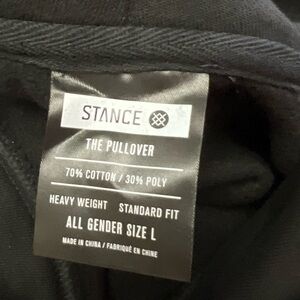 STANCE
THE PULLOVER
70% COTTON / 30% POLY
HEAVY WEIGHT STANDARD FIT
ALL GENDER SIZE L
MADE IN CHINA / FABRIQUÉ EN CHINE